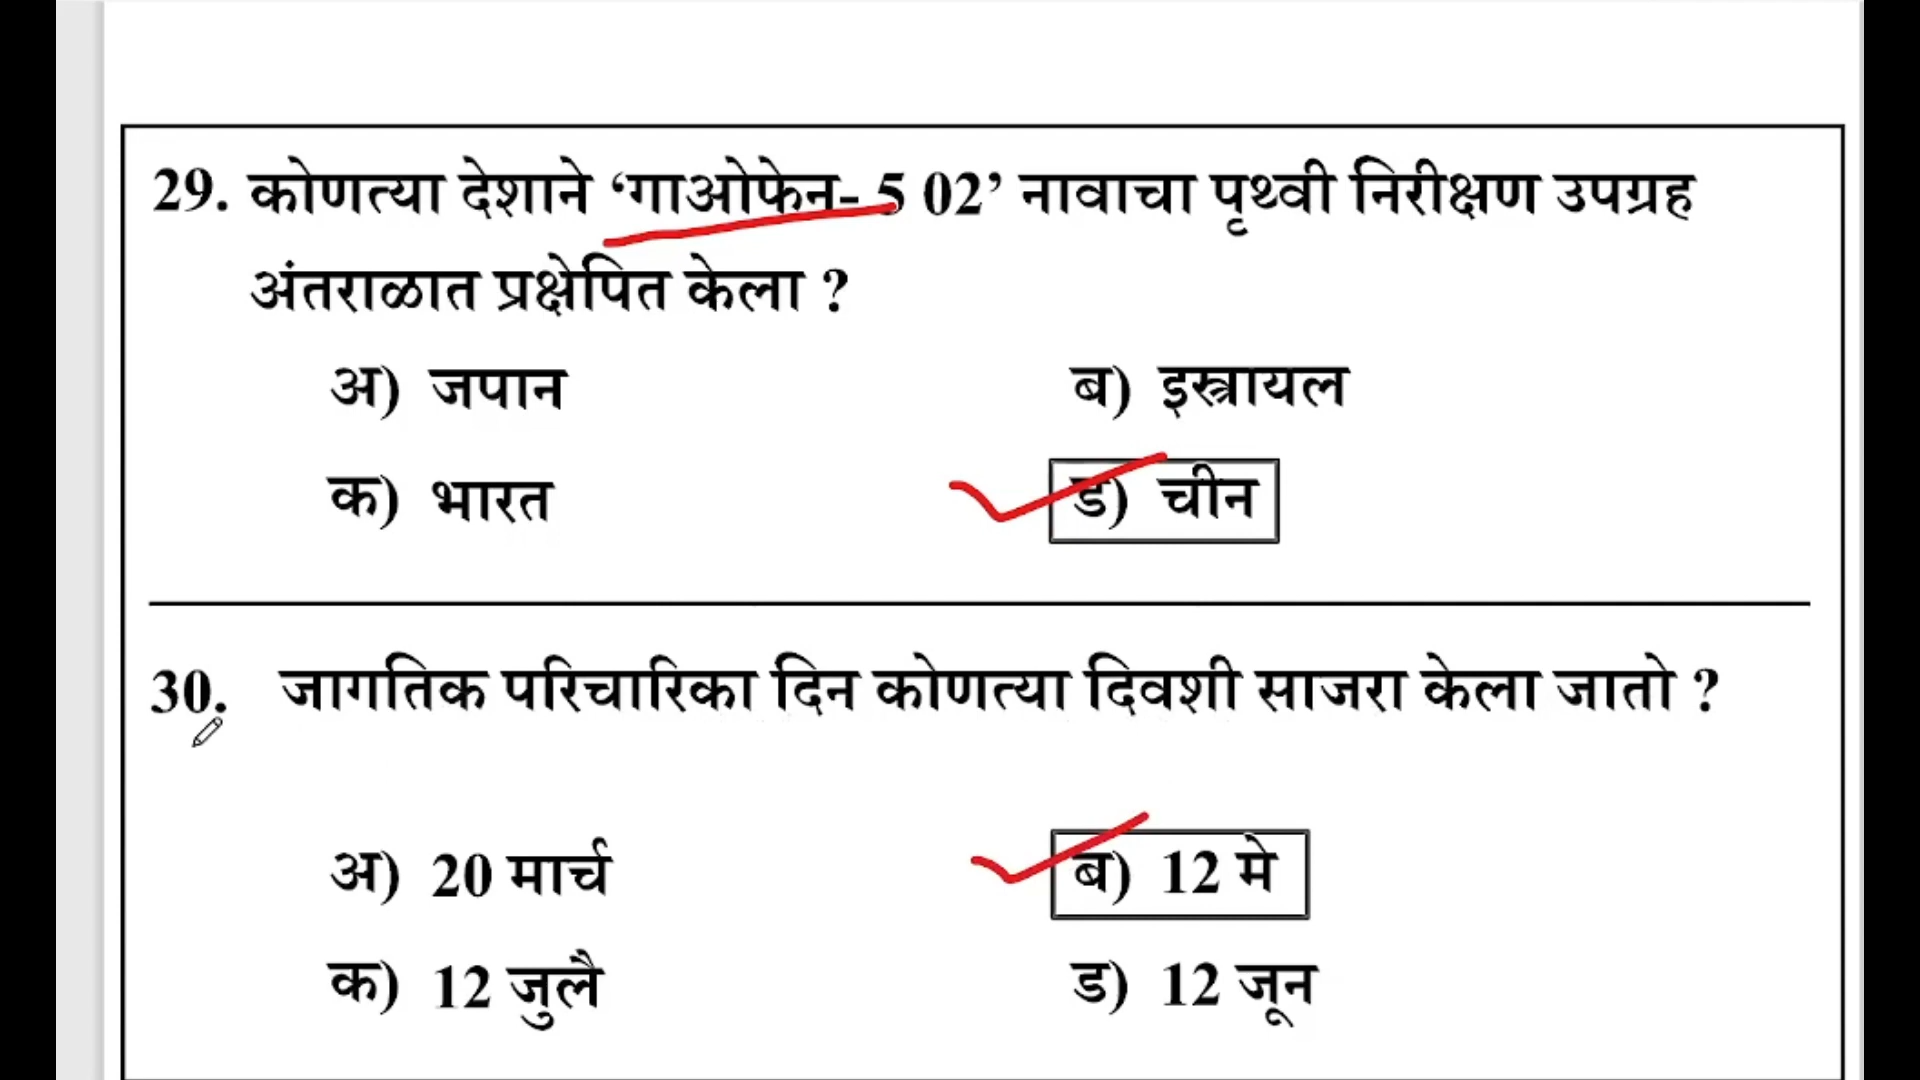 29. कोणत्या देशाने ‘गाओफेन- 5 02’ नावाचा पृथ्वी निरीक्षण उपग्रह
अंतराळात प्रक्षेपित केला ?
अ) जपान ब) इस्त्रायल
क) भारत ड) चीन
30. जागतिक परिचारिका दिन कोणत्या दिवशी साजरा केला जातो ?
अ) 20 मार्च ब) 12 मे
क) 12 जुलै ड) 12 जून